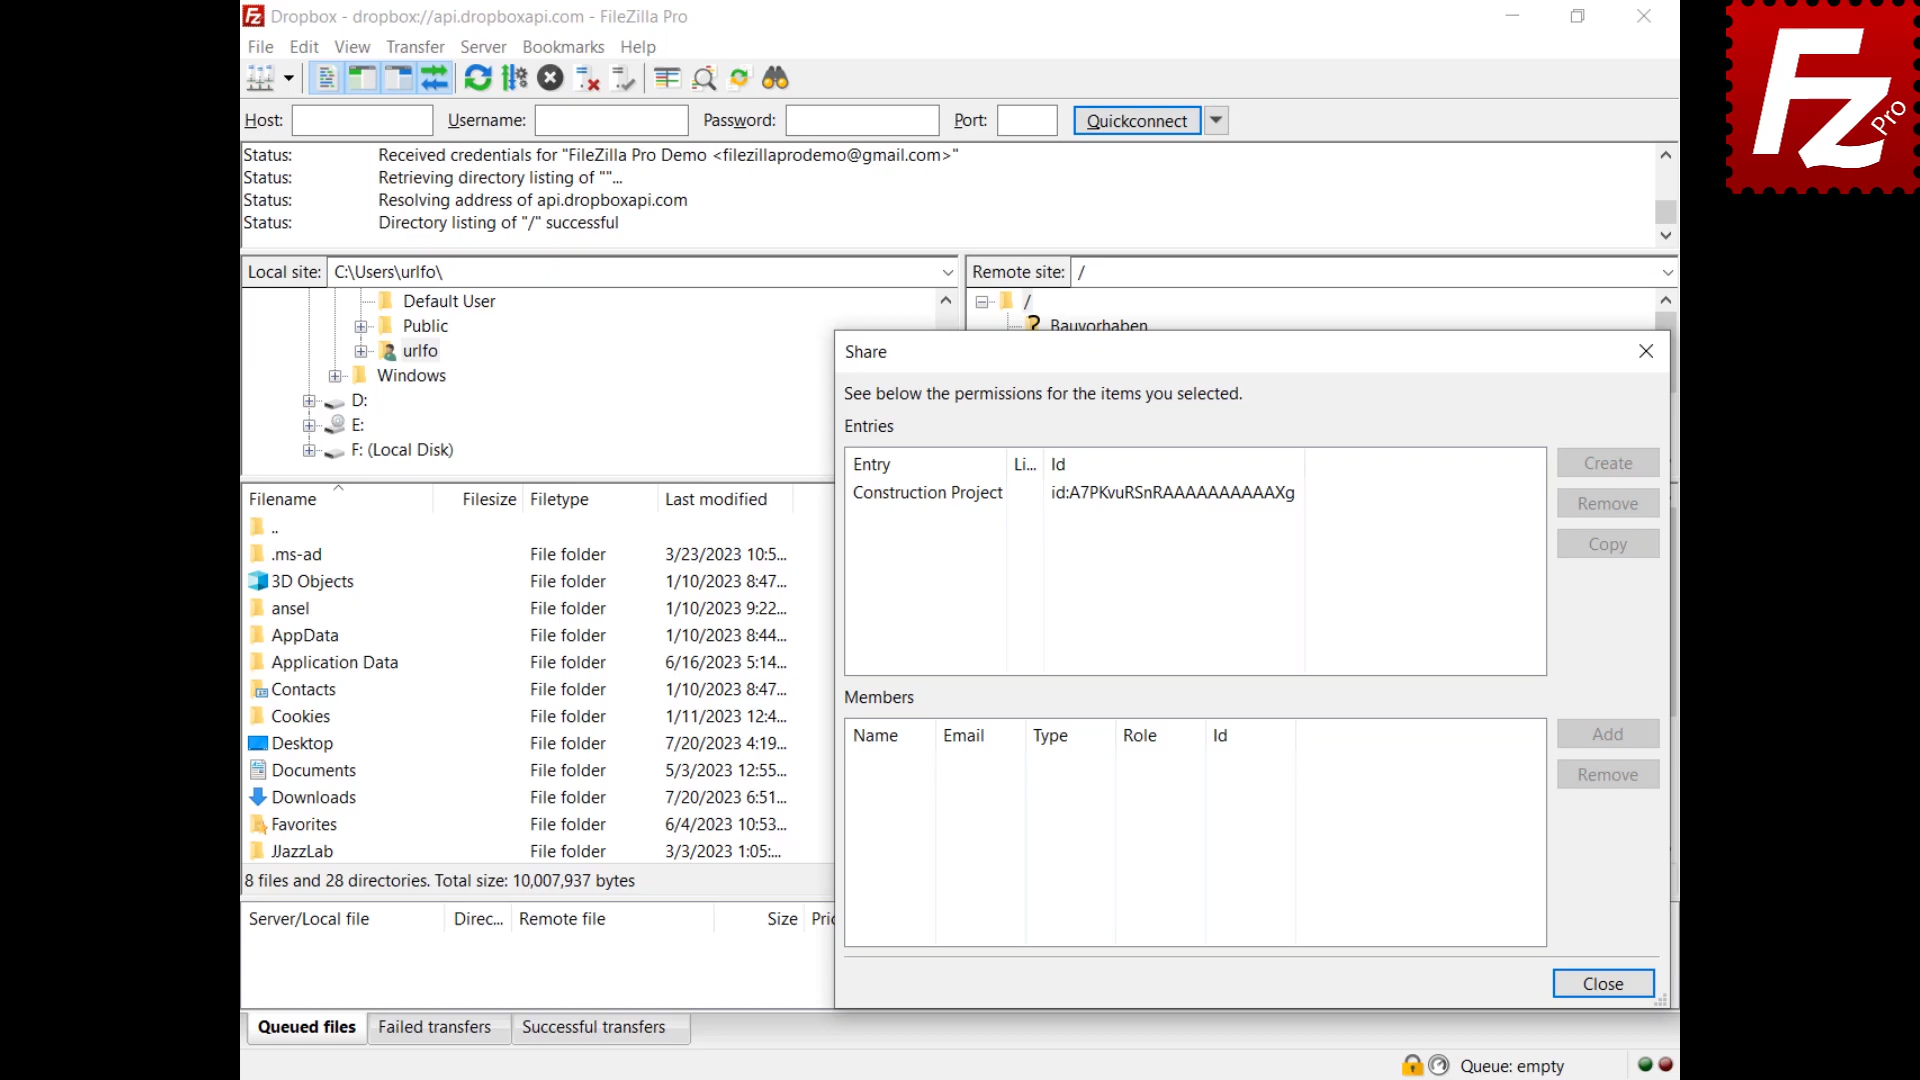 Dropbox - dropbox://api.dropboxapi.com - FileZilla Pro
File Edit View Transfer Server Bookmarks Help
Host: Username: Password: Port: Quickconnect
Status: Received credentials for "FileZilla Pro Demo <filezillaprodemo@gmail.com>"
Status: Retrieving directory listing of ""...
Status: Resolving address of api.dropboxapi.com
Status: Directory listing of "/" successful
Local site: C:\Users\urlfo\
Default User
Public
urlfo
Windows
D:
E:
F: (Local Disk)
Remote site: /
/
Bauvorhaben
Filename Filesize Filetype Last modified
..
.ms-ad File folder 3/23/2023 10:5...
3D Objects File folder 1/10/2023 8:47...
ansel File folder 1/10/2023 9:22...
AppData File folder 1/10/2023 8:44...
Application Data File folder 6/16/2023 5:14...
Contacts File folder 1/10/2023 8:47...
Cookies File folder 1/11/2023 12:4...
Desktop File folder 7/20/2023 4:19...
Documents File folder 5/3/2023 12:55...
Downloads File folder 7/20/2023 6:51...
Favorites File folder 6/4/2023 10:53...
JJazzLab File folder 3/3/2023 1:05:...
8 files and 28 directories. Total size: 10,007,937 bytes
Server/Local file Direc... Remote file Size Pric
Share
See below the permissions for the items you selected.
Entries
Entry Li... Id
Construction Project id:A7PKvuRSnRAAAAAAAAAAXg
Create
Remove
Copy
Members
Name Email Type Role Id
Add
Remove
Close
Queued files Failed transfers Successful transfers
Queue: empty
Fz Pro